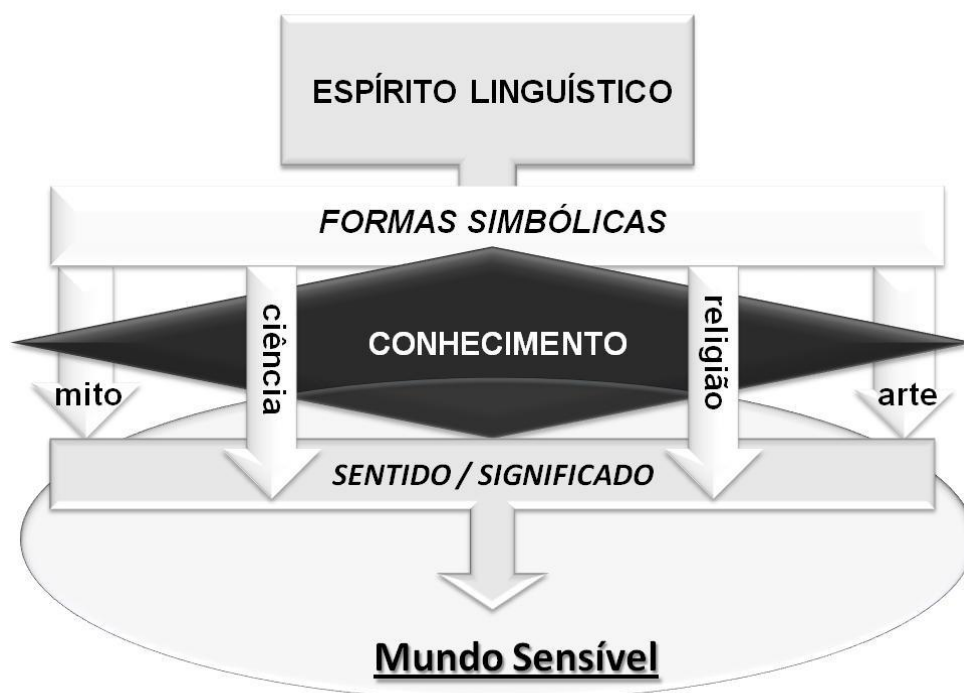 ESPÍRITO LINGUÍSTICO
FORMAS SIMBÓLICAS
ciência
religião
CONHECIMENTO
mito
arte
SENTIDO / SIGNIFICADO
Mundo Sensível